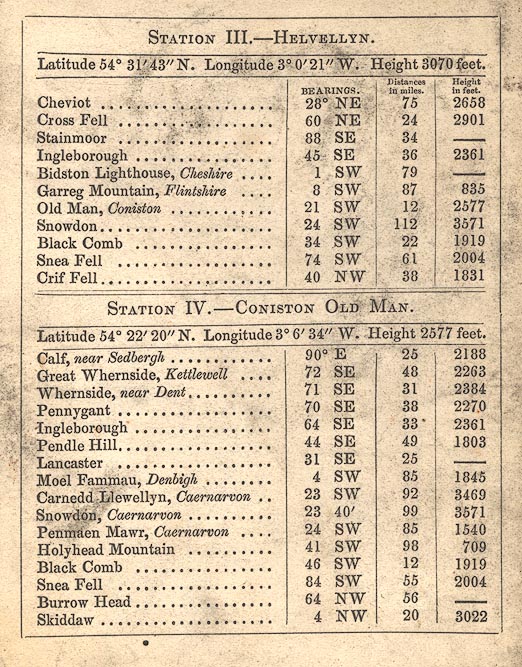 Station III.—Helvellyn.
Latitude 54° 31′43″ N. Longitude 3° 0′21″ W. Height 3070 feet.
BEARINGS. Distances in miles. Height in feet.
Cheviot .................... 28° NE 75 2658
Cross Fell .................... 60 NE 24 2901
Stainmoor .................... 88 SE 34 ——
Ingleborough .................... 45 SE 36 2361
Bidston Lighthouse, Cheshire .... 1 SW 79 ——
Garreg Mountain, Flintshire .... 8 SW 87 835
Old Man, Coniston ............ 21 SW 12 2577
Snowdon.................... 24 SW 112 3571
Black Comb ................ 34 SW 22 1919
Snea Fell .................. 74 SW 61 2004
Crif Fell.................... 40 NW 38 1831
Station IV.—Coniston Old Man.
Latitude 54° 22′ 20″ N. Longitude 3° 6′ 34″ W. Height 2577 feet.
Calf, near Sedbergh ............ 90° E 25 2188
Great Whernside, Kettlewell .... 72 SE 48 2263
Whernside, near Dent.......... 71 SE 31 2384
Pennygant .................. 70 SE 38 2270
Ingleborough ................ 64 SE 33 2361
Pendle Hill.................. 44 SE 49 1803
Lancaster .................. 31 SE 25 ——
Moel Fammau, Denbigh ........ 4 SW 85 1845
Carnedd Llewellyn, Caernarvon .. 23 SW 92 3469
Snowdon, Caernarvon .......... 23 40′ 99 3571
Penmaen Mawr, Caernarvon .... 24 SW 85 1540
Holyhead Mountain .......... 41 SW 98 709
Black Comb ................ 46 SW 12 1919
Snea Fell .................. 84 SW 55 2004
Burrow Head................ 64 NW 56 ——
Skiddaw .................... 4 NW 20 3022